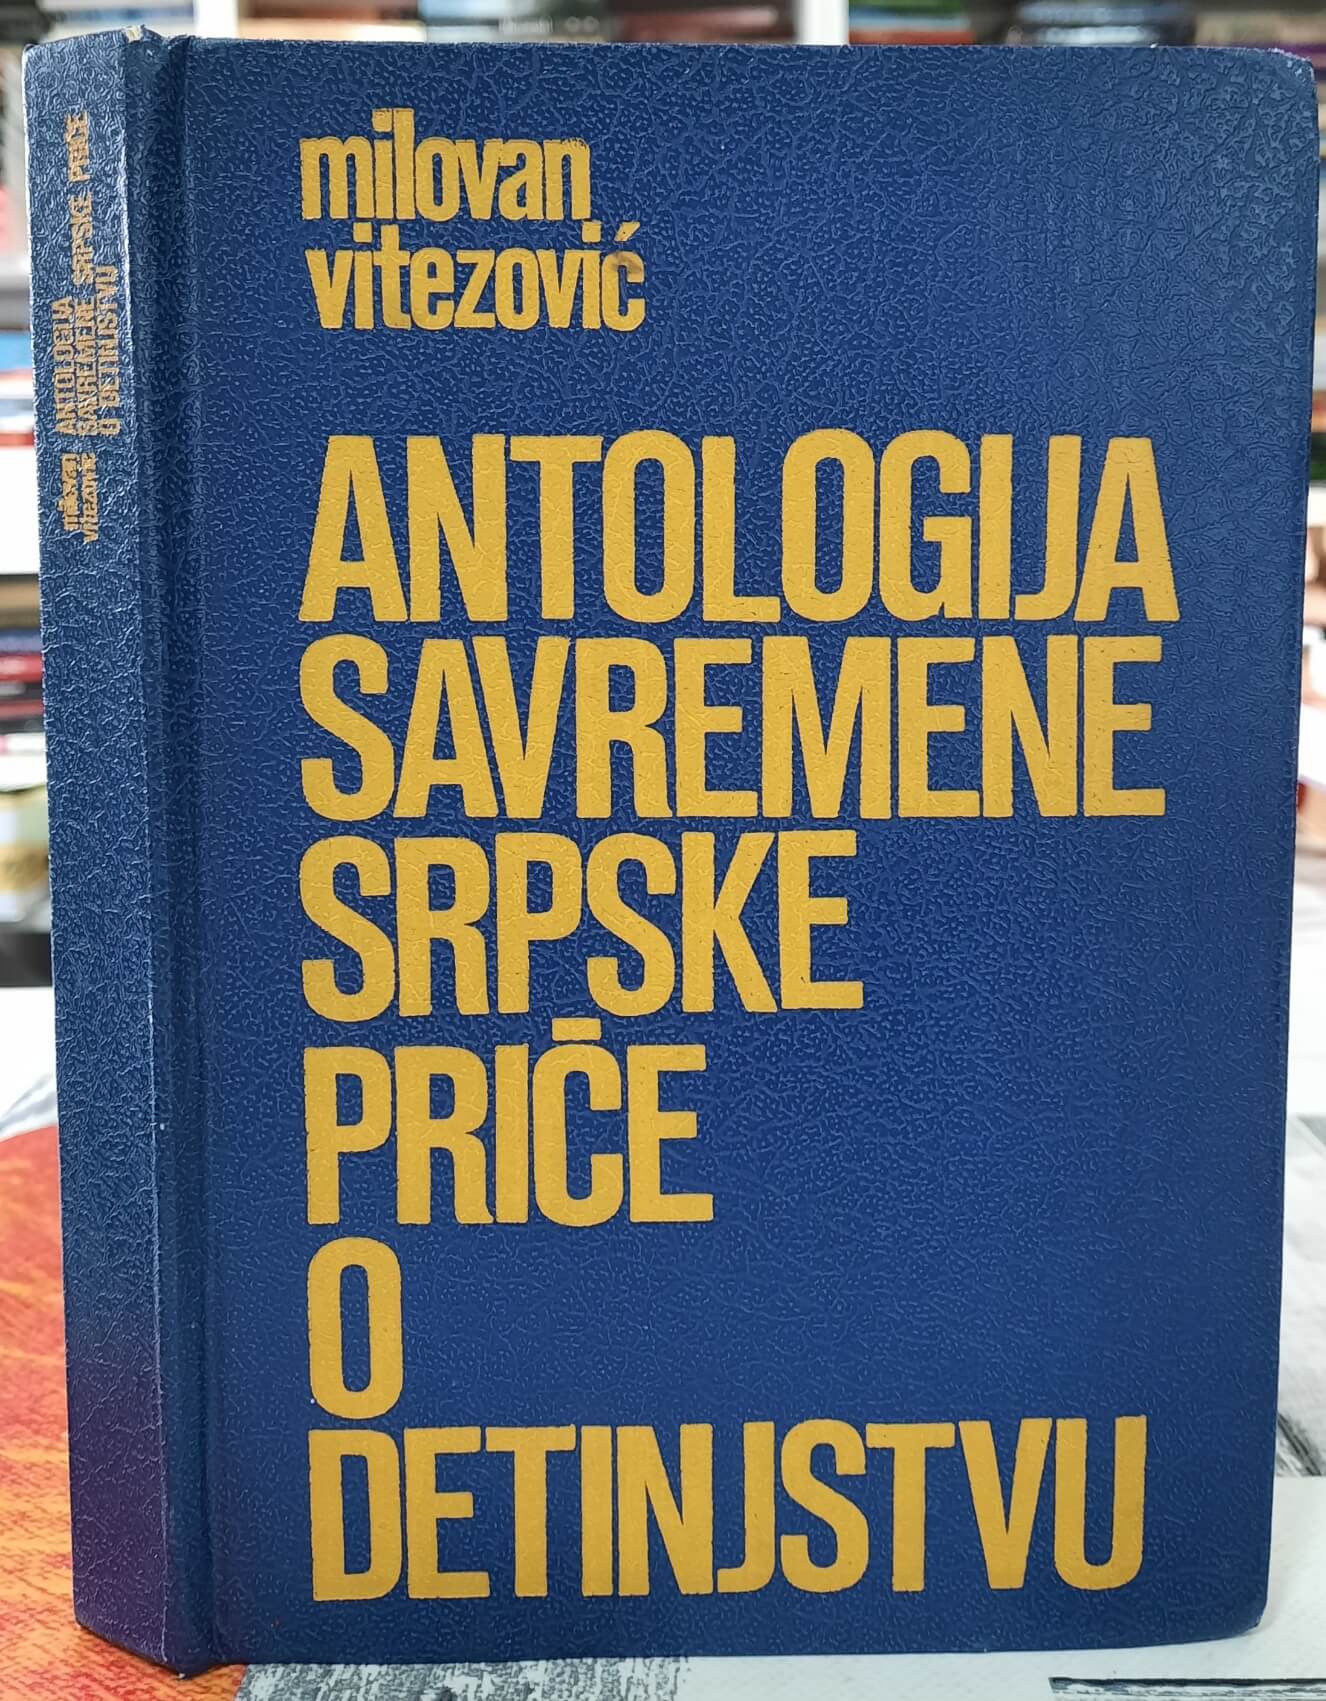 milovan
vitezović
ANTOLOGIJA
SAVREMENE
SRPSKE
PRIČE
O
DETINJSTVU
milovan
vitezović
ANTOLOGIJA
SAVREMENE SRPSKE PRIČE
O DETINJSTVU